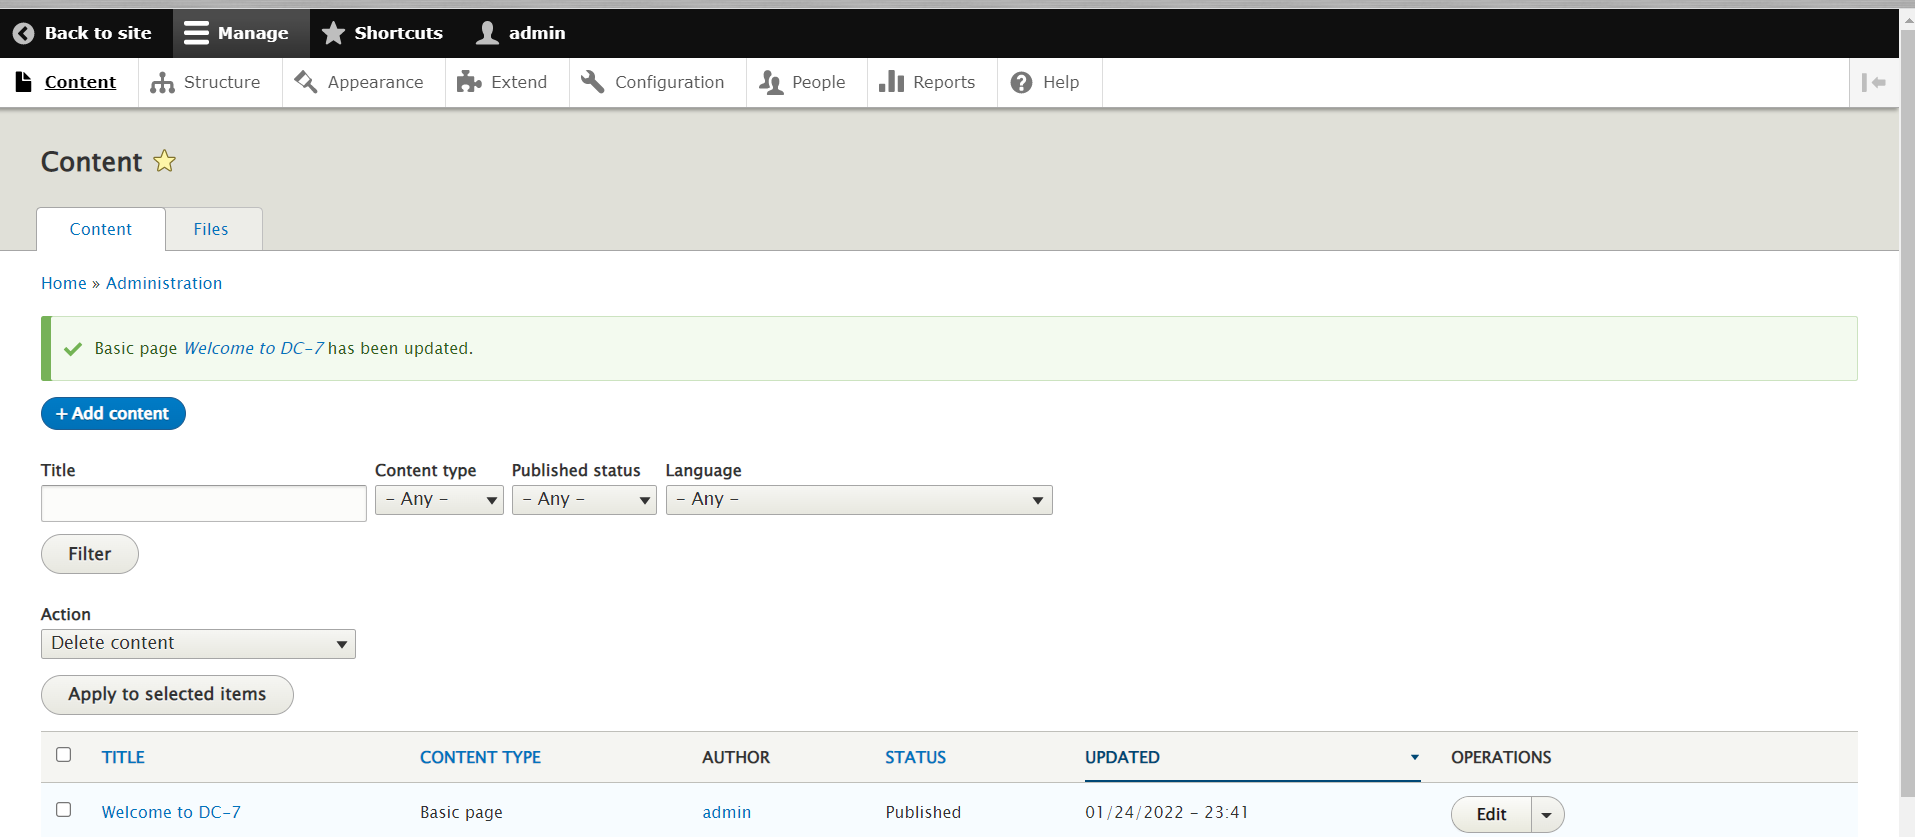 Back to site Manage Shortcuts admin
Content Structure Appearance Extend Configuration People Reports Help
Content
Content Files
Home » Administration
Basic page Welcome to DC-7 has been updated.
+ Add content
Title Content type Published status Language
- Any - - Any - - Any -
Filter
Action
Delete content
Apply to selected items
TITLE CONTENT TYPE AUTHOR STATUS UPDATED OPERATIONS
Welcome to DC-7 Basic page admin Published 01/24/2022 - 23:41 Edit